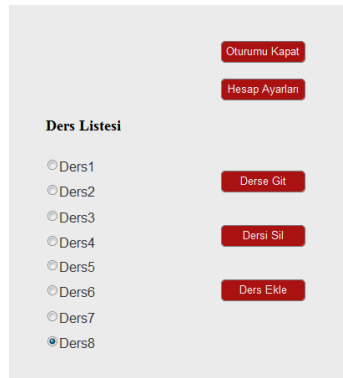 Oturumu Kapat
Hesap Ayarları
Ders Listesi
Ders1
Ders2
Ders3
Ders4
Ders5
Ders6
Ders7
Ders8
Derse Git
Dersi Sil
Ders Ekle